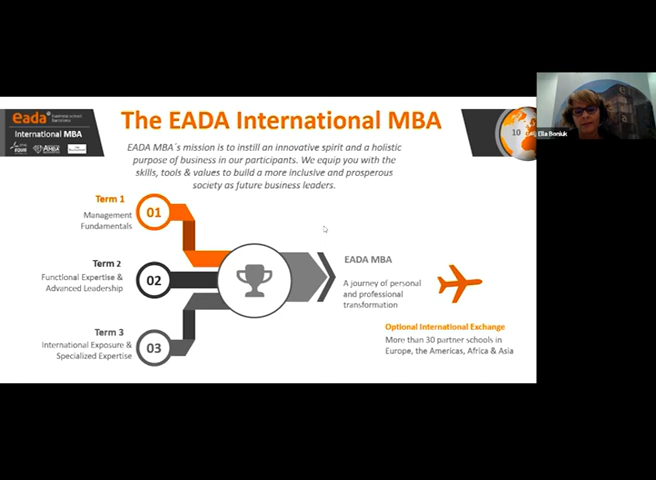 eada business school
barcelona
International MBA
EQUIS
AMBA
The EADA International MBA
10
Ella Boniuk
EADA MBA´s mission is to instill an innovative spirit and a holistic
purpose of business in our participants. We equip you with the
skills, tools & values to build a more inclusive and prosperous
society as future business leaders.
Term 1
Management
Fundamentals
01
Term 2
Functional Expertise &
Advanced Leadership
02
Term 3
International Exposure &
Specialized Expertise
03
EADA MBA
A journey of personal
and professional
transformation
Optional International Exchange
More than 30 partner schools in
Europe, the Americas, Africa & Asia